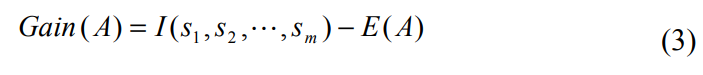 Gain(A) = I(s₁, s₂, ⋯, sₘ) − E(A) (3)